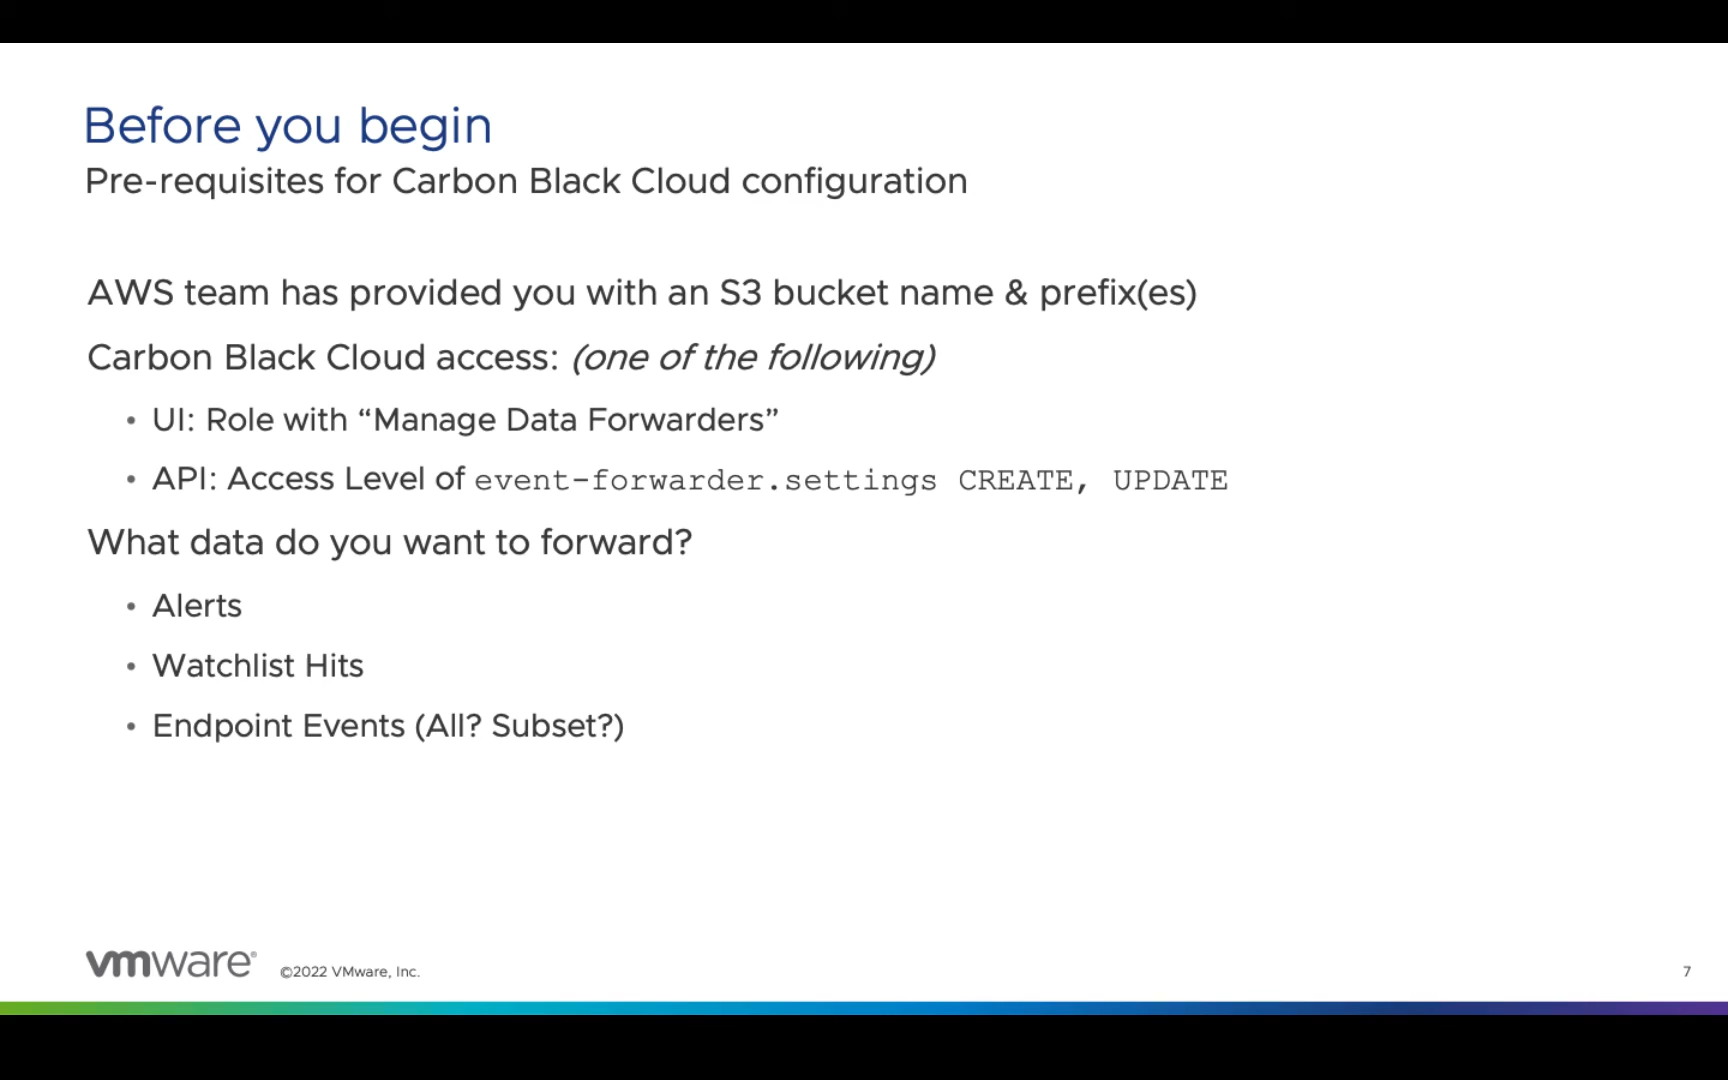 Before you begin
Pre-requisites for Carbon Black Cloud configuration
AWS team has provided you with an S3 bucket name & prefix(es)
Carbon Black Cloud access: (one of the following)
• UI: Role with “Manage Data Forwarders”
• API: Access Level of event-forwarder.settings CREATE, UPDATE
What data do you want to forward?
• Alerts
• Watchlist Hits
• Endpoint Events (All? Subset?)
vmware® ©2022 VMware, Inc. 7